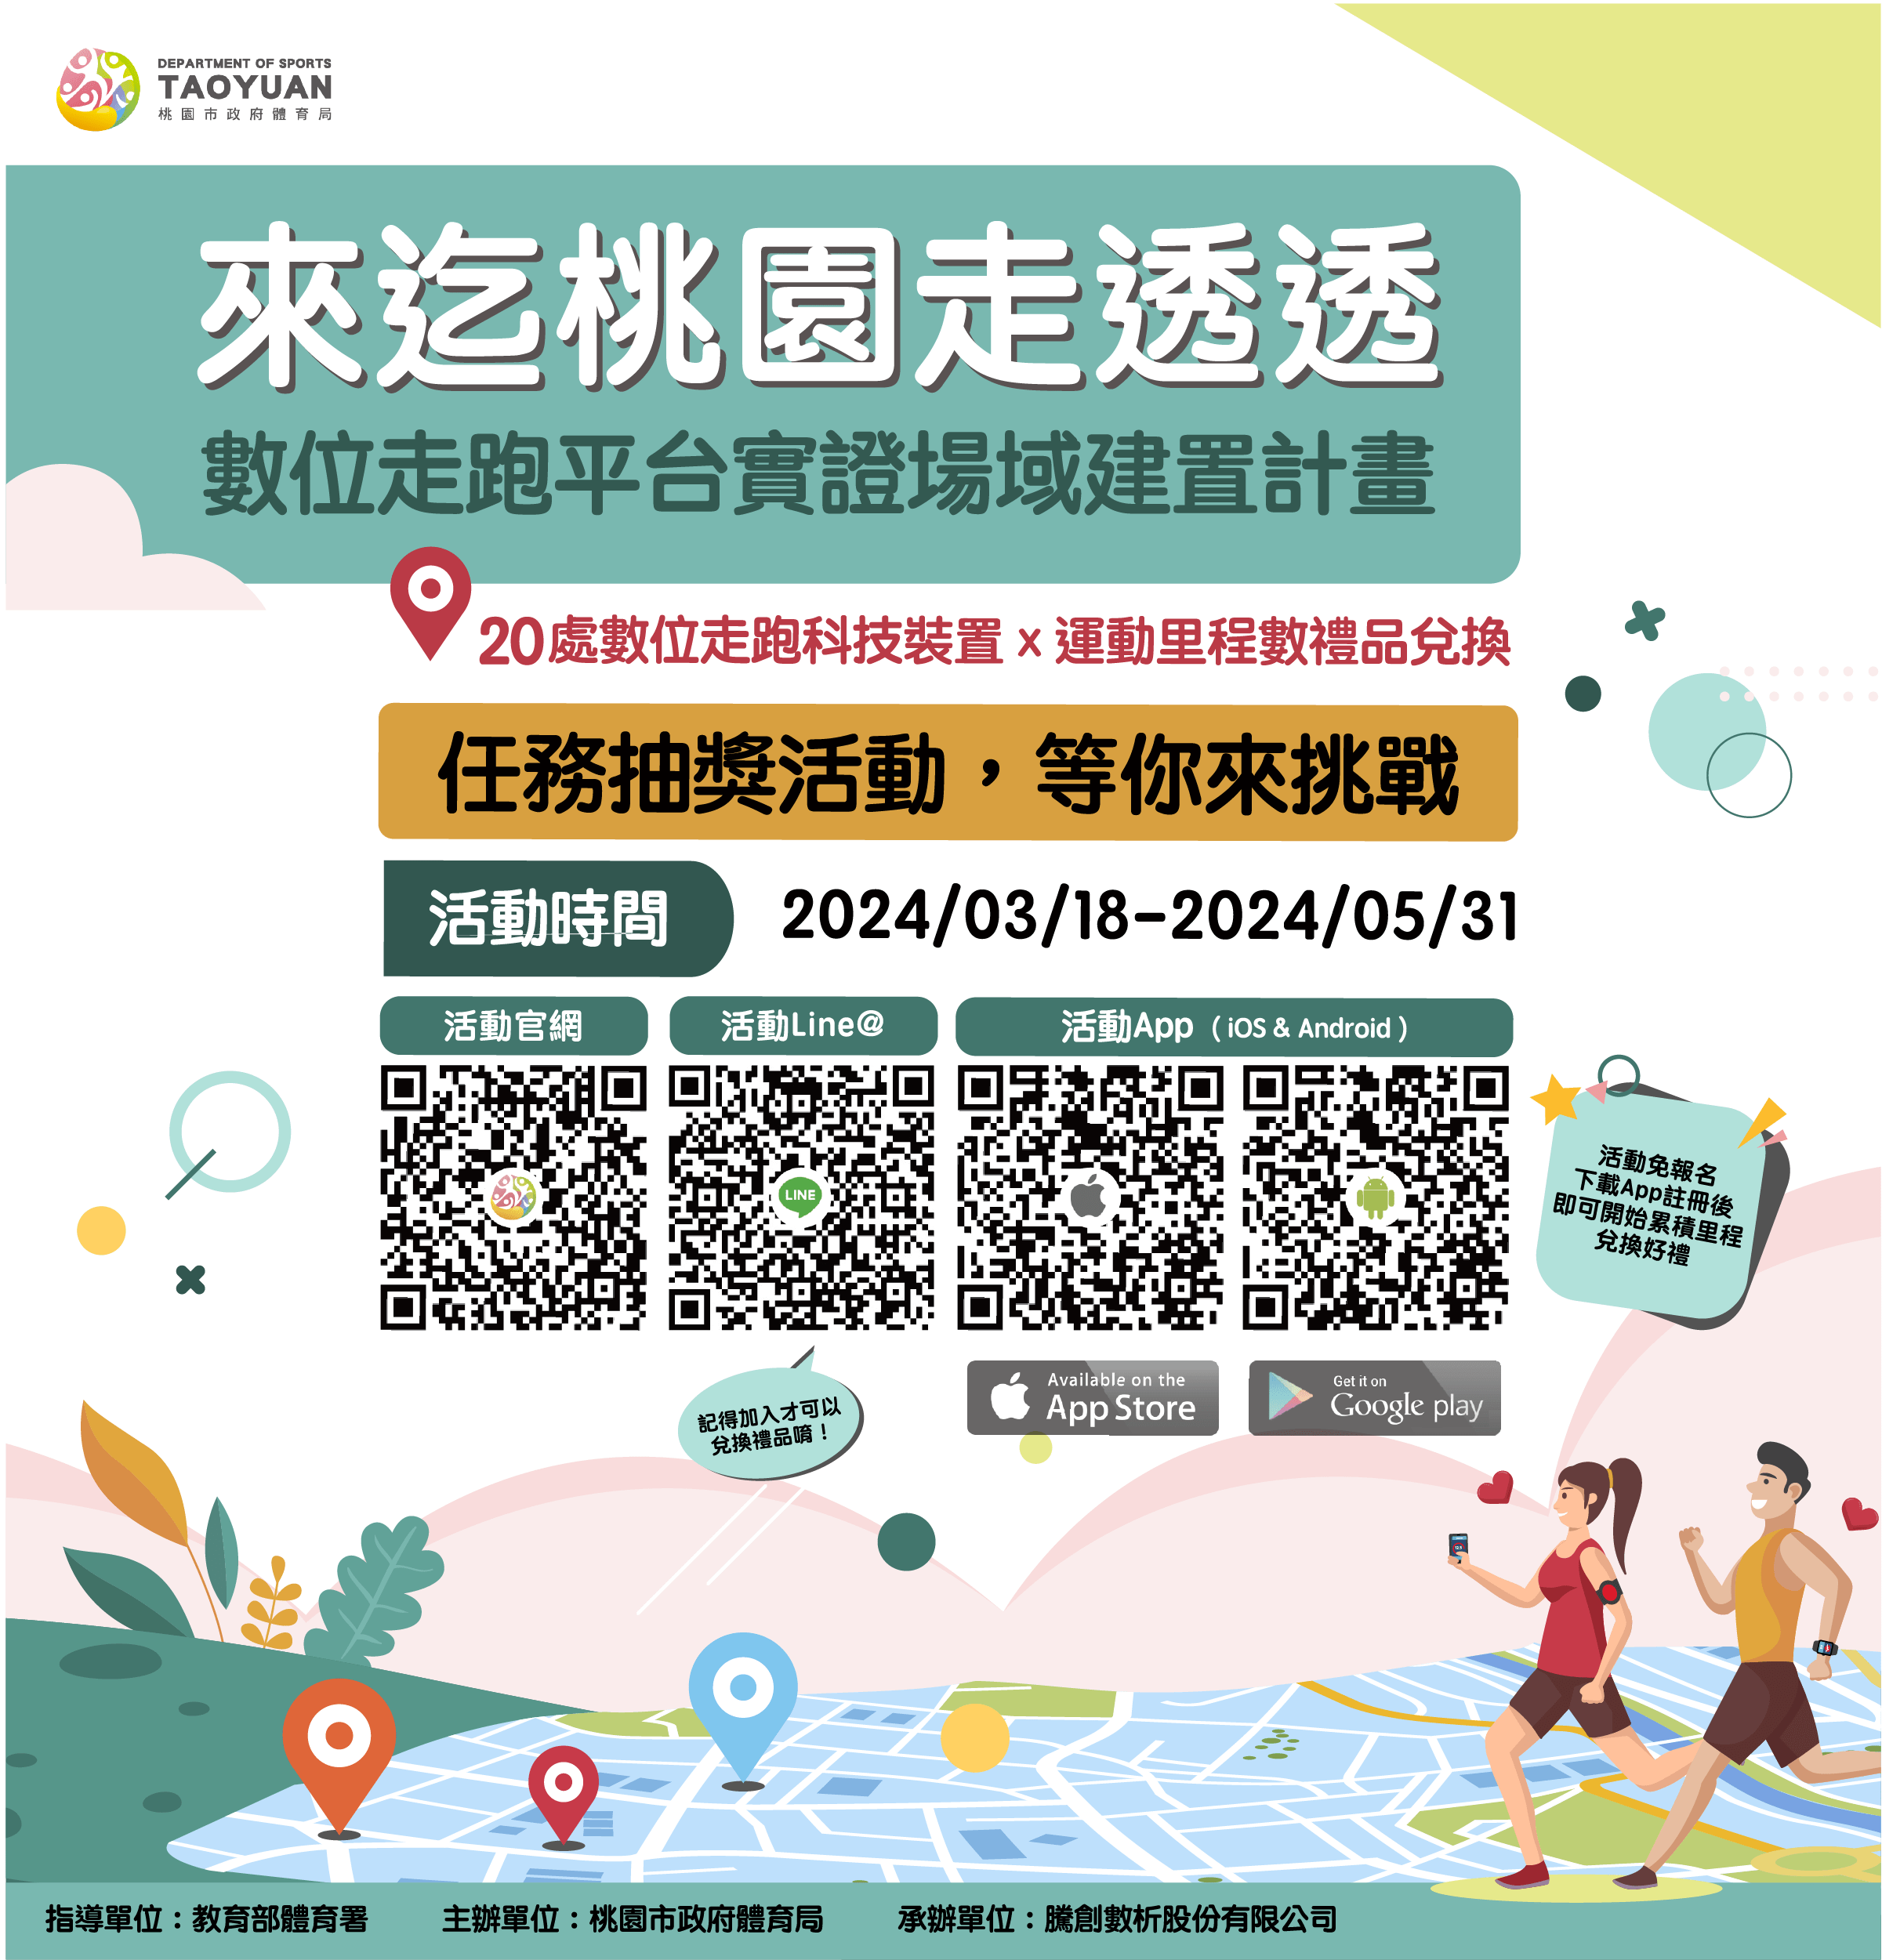 DEPARTMENT OF SPORTS
TAOYUAN
桃園市政府體育局
來迄桃園走透透
數位走跑平台實證場域建置計畫
20處數位走跑科技裝置 x 運動里程數禮品兌換
任務抽獎活動，等你來挑戰
活動時間
2024/03/18-2024/05/31
活動官網
活動Line@
活動App（iOS & Android）
LINE
活動免報名
下載App註冊後
即可開始累積里程
兌換好禮
記得加入才可以
兌換禮品唷！
Available on the
App Store
Get it on
Google play
指導單位：教育部體育署
主辦單位：桃園市政府體育局
承辦單位：騰創數析股份有限公司